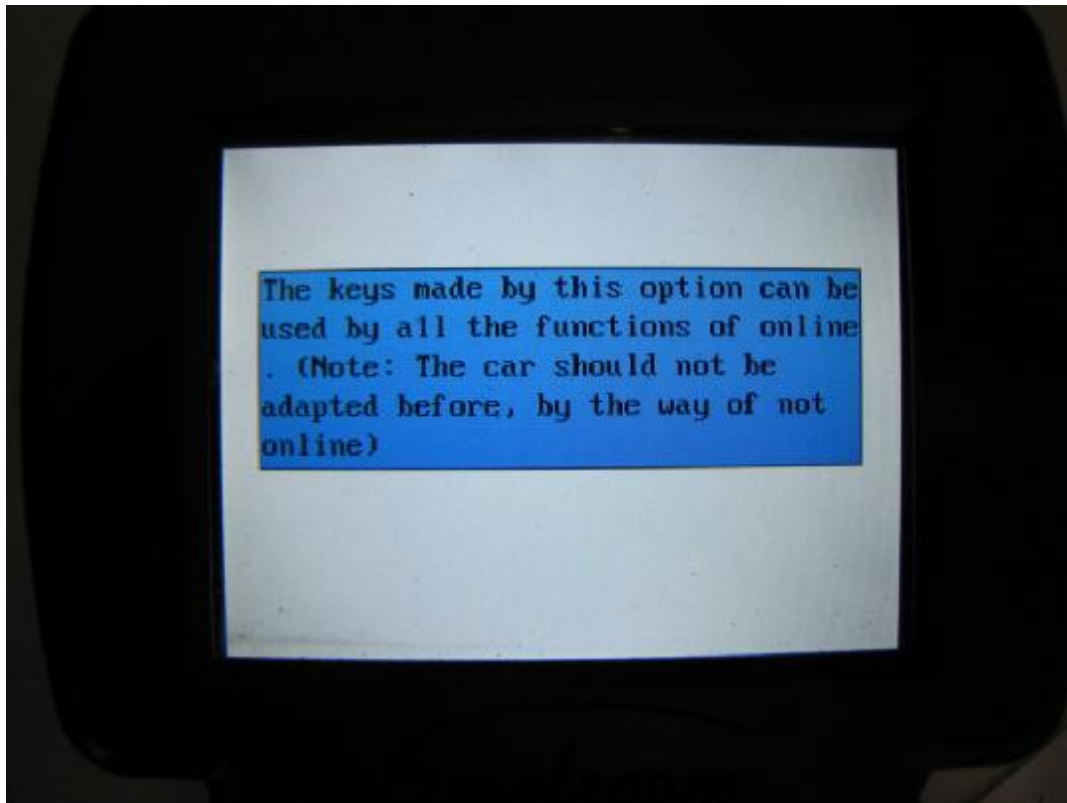 The keys made by this option can be
used by all the functions of online
. (Note: The car should not be
adapted before, by the way of not
online)